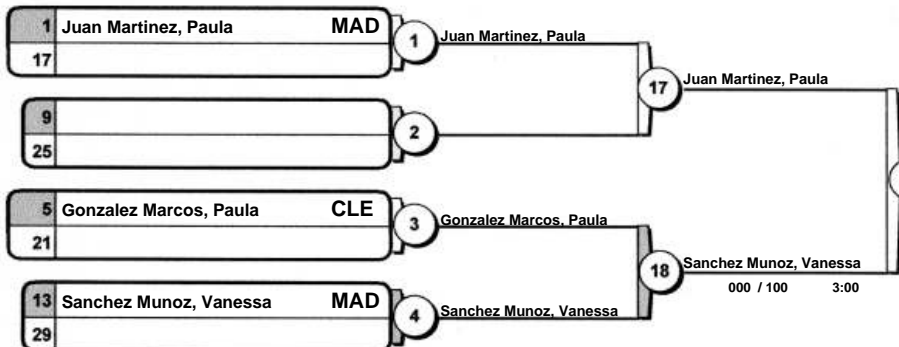 1 Juan Martinez, Paula MAD
17
1 Juan Martinez, Paula
17 Juan Martinez, Paula
9
25
2
5 Gonzalez Marcos, Paula CLE
21
3 Gonzalez Marcos, Paula
18 Sanchez Munoz, Vanessa
000 / 100 3:00
13 Sanchez Munoz, Vanessa MAD
29
4 Sanchez Munoz, Vanessa